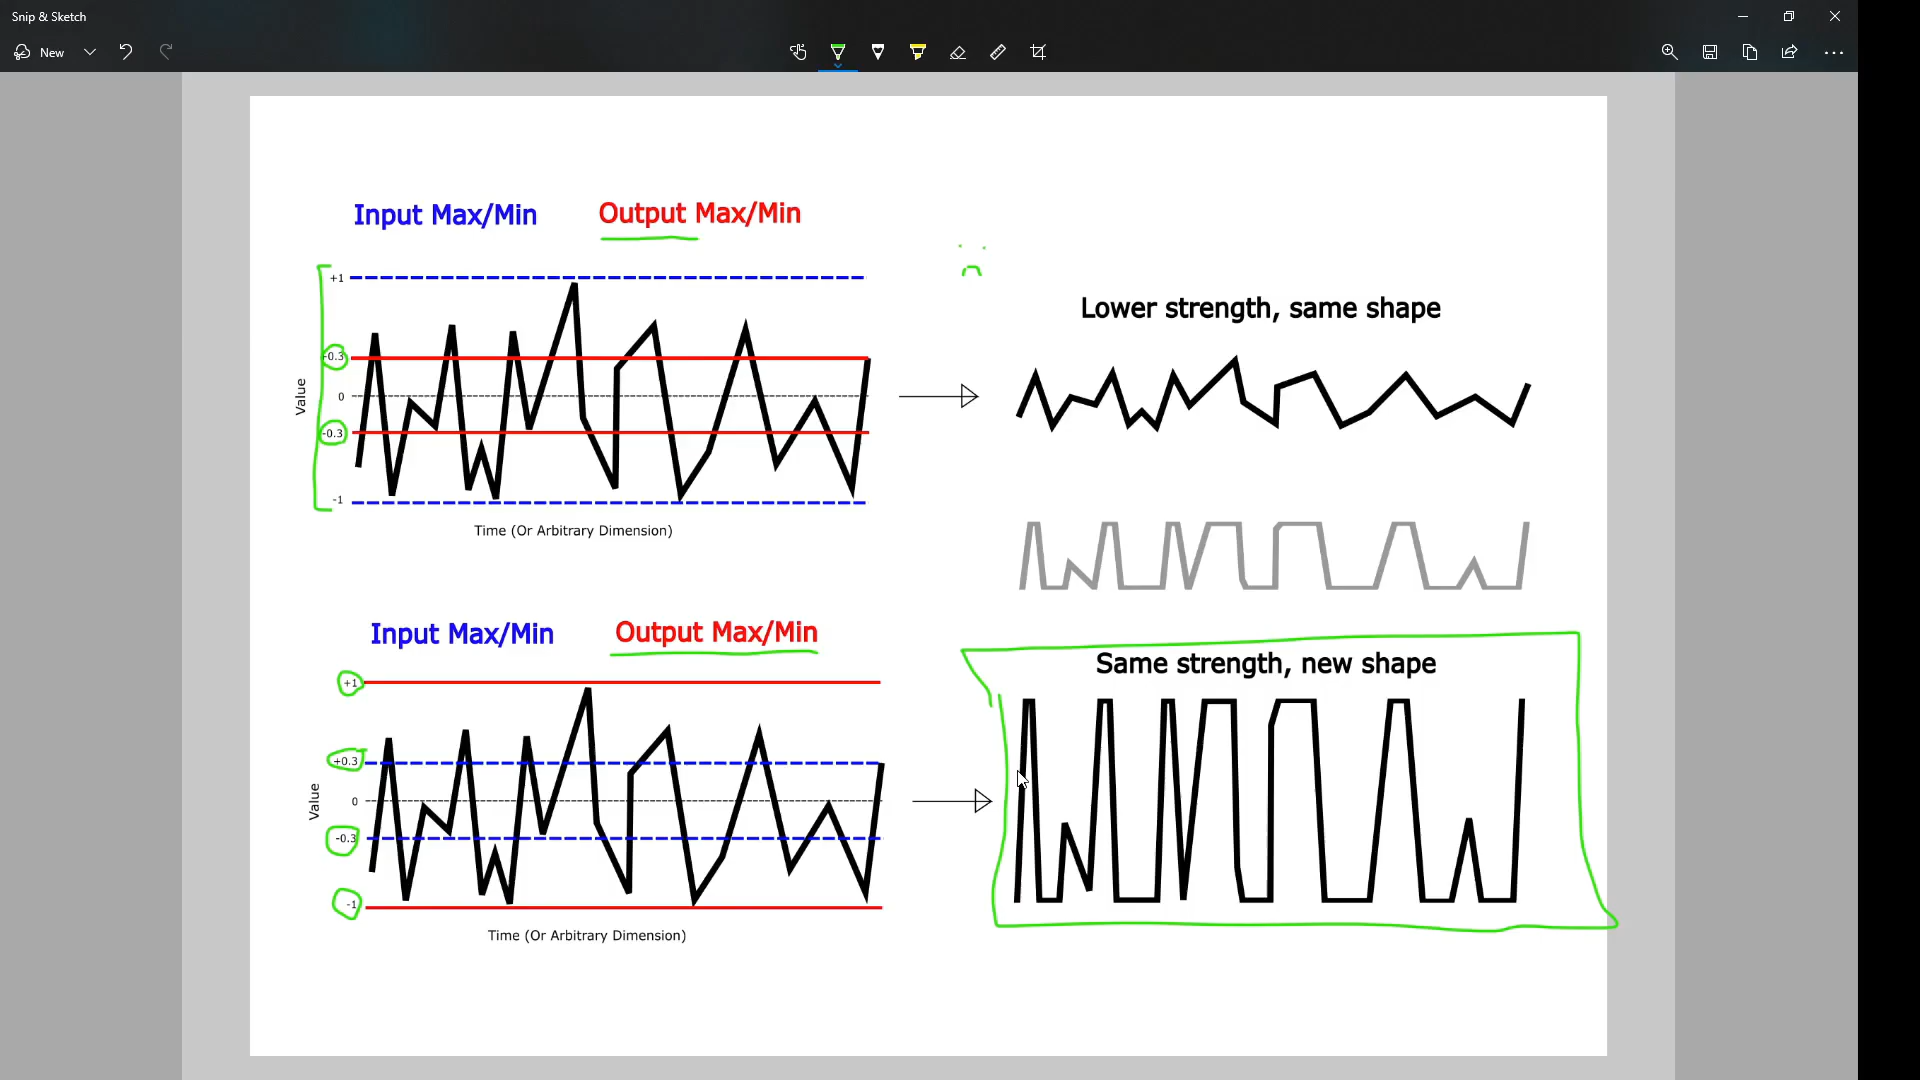 Snip & Sketch
New
Input Max/Min
Output Max/Min
+1
-0.3
0
-0.3
-1
Value
Time (Or Arbitrary Dimension)
Lower strength, same shape
Input Max/Min
Output Max/Min
+1
+0.3
0
-0.3
-1
Value
Time (Or Arbitrary Dimension)
Same strength, new shape